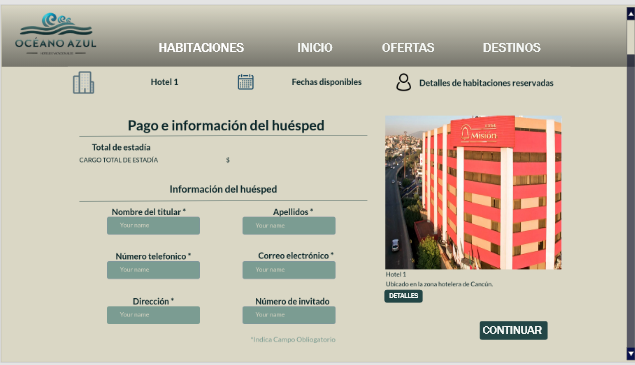 OCÉANO AZUL
HABITACIONES INICIO OFERTAS DESTINOS
Hotel 1 Fechas disponibles Detalles de habitaciones reservadas
Pago e información del huésped
Total de estadía
CARGO TOTAL DE ESTADÍA $
Información del huésped
Nombre del titular * Apellidos *
Your name Your name
Número telefonico * Correo electrónico *
Your name Your name
Dirección * Número de invitado
Your name Your name
*Indica Campo Obliogatorio
Misión
Hotel 1
Ubicado en la zona hotelera de Cancún.
DETALLES
CONTINUAR